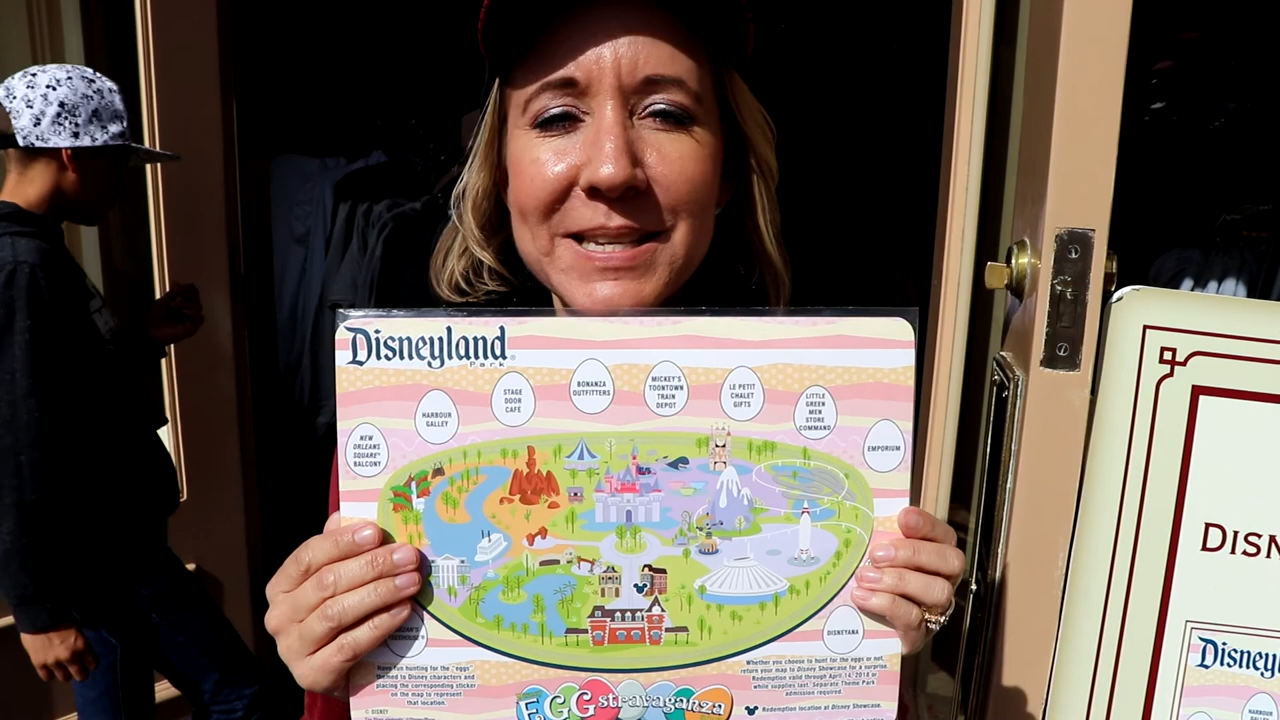 Disneyland®
Park
NEW
ORLEANS
SQUARE®
BALCONY
HARBOUR
GALLEY
STAGE
DOOR
CAFE
BONANZA
OUTFITTERS
MICKEY'S
TOONTOWN
TRAIN
DEPOT
LE PETIT
CHALET
GIFTS
LITTLE
GREEN
MEN
STORE
COMMAND
EMPORIUM
DISNEYANA
Have fun hunting for the "eggs"
themed to Disney characters and
placing the corresponding sticker
on the map to represent
that location.
© DISNEY
Whether you choose to hunt for the eggs or not,
return your map to Disney Showcase for a surprise.
Redemption valid through April 14, 2018 or
while supplies last. Separate Theme Park
admission required.
Redemption location at Disney Showcase.
EGGstravaganza
DISN
Disney
HARBOUR